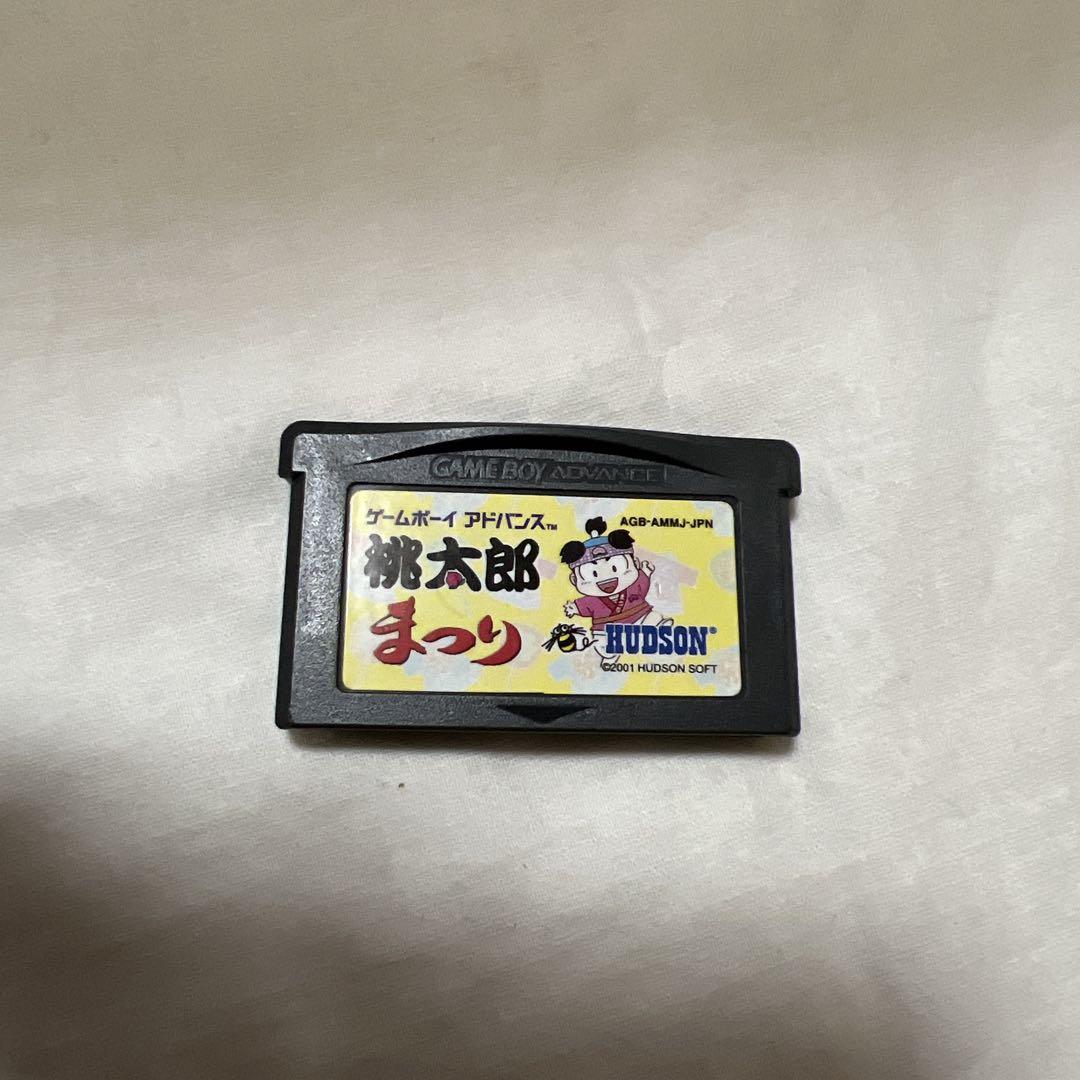 GAME BOY ADVANCE
ゲームボーイ アドバンス™
AGB-AMMJ-JPN
桃太郎
まつり
HUDSON®
©2001 HUDSON SOFT